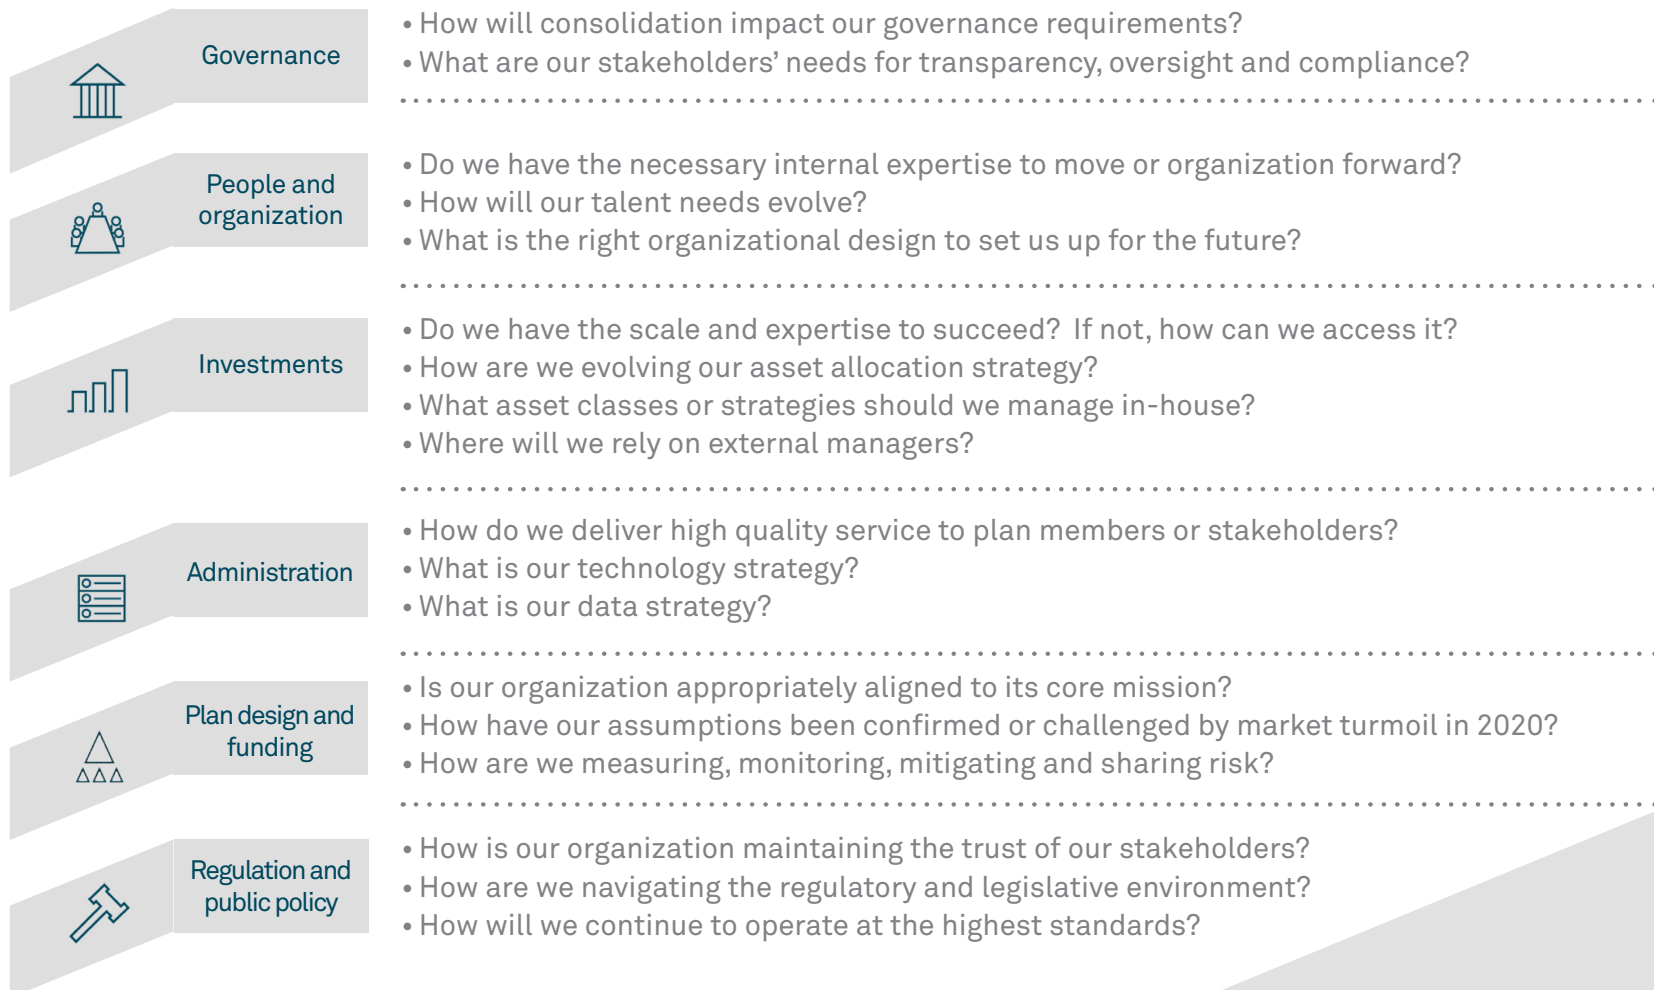 Governance
• How will consolidation impact our governance requirements?
• What are our stakeholders’ needs for transparency, oversight and compliance?
People and
organization
• Do we have the necessary internal expertise to move or organization forward?
• How will our talent needs evolve?
• What is the right organizational design to set us up for the future?
Investments
• Do we have the scale and expertise to succeed?  If not, how can we access it?
• How are we evolving our asset allocation strategy?
• What asset classes or strategies should we manage in-house?
• Where will we rely on external managers?
Administration
• How do we deliver high quality service to plan members or stakeholders?
• What is our technology strategy?
• What is our data strategy?
Plan design and
funding
• Is our organization appropriately aligned to its core mission?
• How have our assumptions been confirmed or challenged by market turmoil in 2020?
• How are we measuring, monitoring, mitigating and sharing risk?
Regulation and
public policy
• How is our organization maintaining the trust of our stakeholders?
• How are we navigating the regulatory and legislative environment?
• How will we continue to operate at the highest standards?